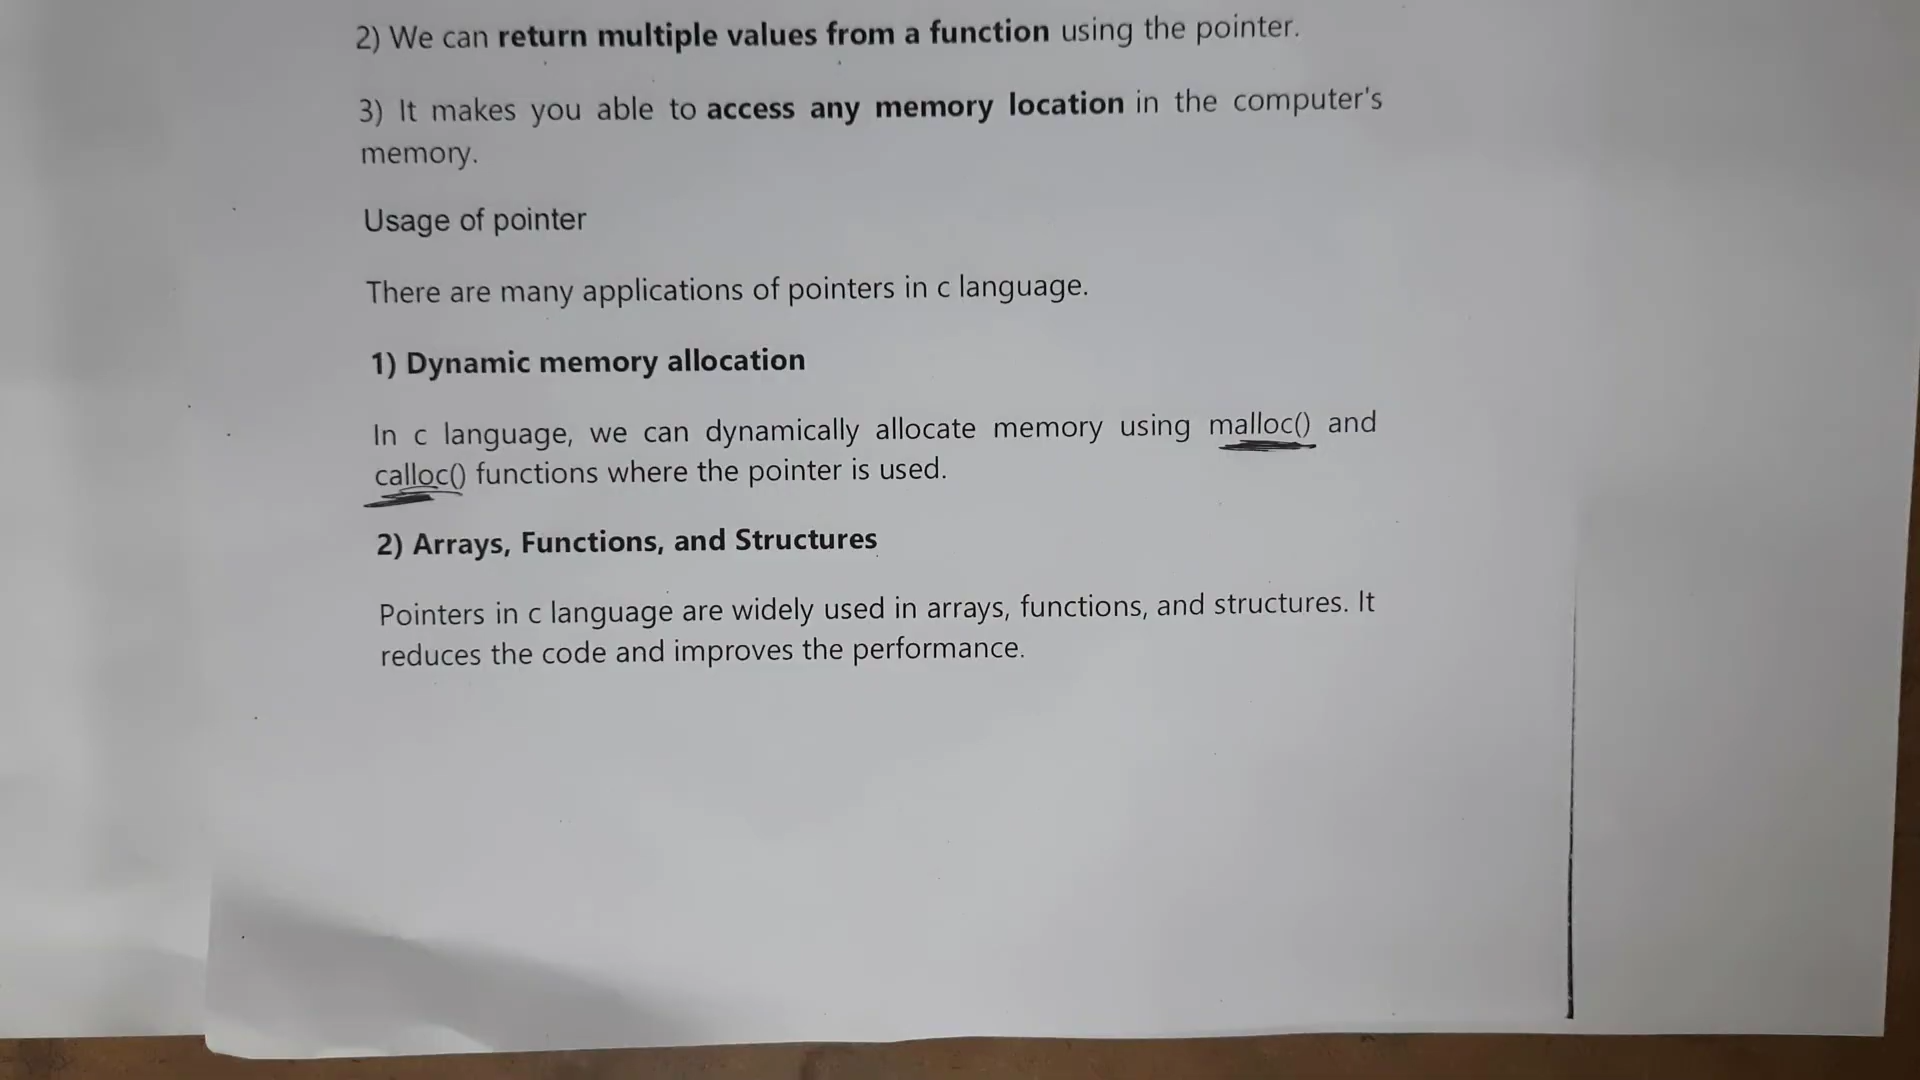 2) We can return multiple values from a function using the pointer.
3) It makes you able to access any memory location in the computer's
memory.
Usage of pointer
There are many applications of pointers in c language.
1) Dynamic memory allocation
In c language, we can dynamically allocate memory using malloc() and
calloc() functions where the pointer is used.
2) Arrays, Functions, and Structures
Pointers in c language are widely used in arrays, functions, and structures. It
reduces the code and improves the performance.